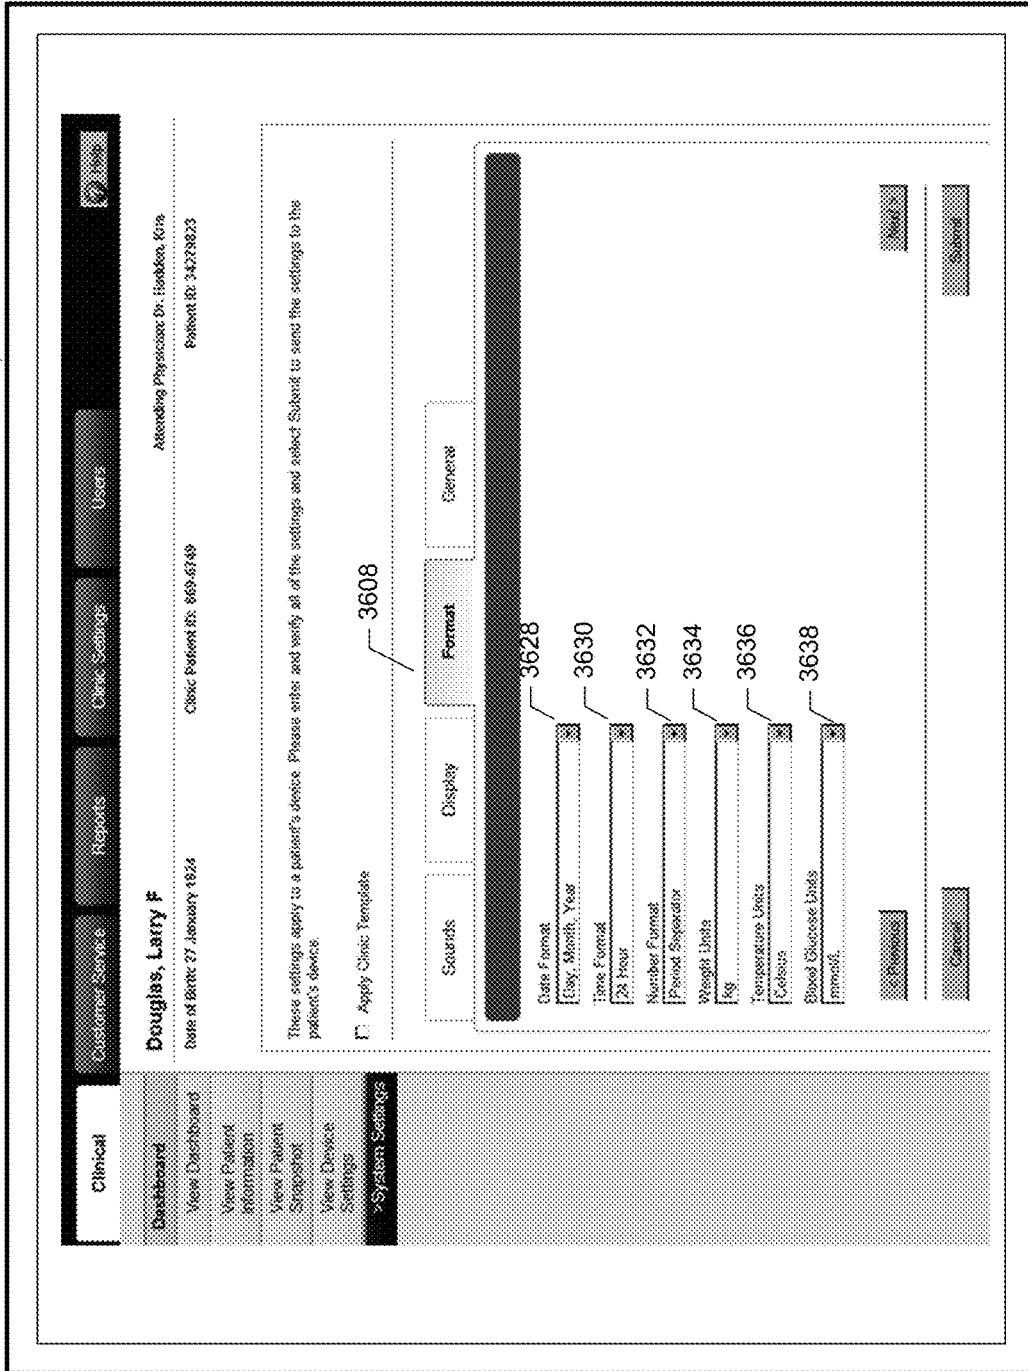 Clinical
Customer Service
Reports
Clinic Settings
Users
Help
Dashboard
View Dashboard
View Patient
Information
View Patient
Snapshot
View Device
Settings
>System Settings
Douglas, Larry F
Attending Physician: Dr. Hadden, Kris
Date of Birth: 27 January 1924
Clinic Patient ID: 669-6749
Patient ID: 34279823
These settings apply to a patient's device. Please enter and verify all of the settings and select Submit to send the settings to the
patient's device.
Apply Clinic Template
3608
Sounds
Display
Format
General
3628
Date Format
Day, Month, Year
3630
Time Format
24 Hour
3632
Number Format
Period Separator
3634
Weight Units
kg
3636
Temperature Units
Celsius
3638
Blood Glucose Units
mmol/L
< Previous
Next >
Cancel
Submit